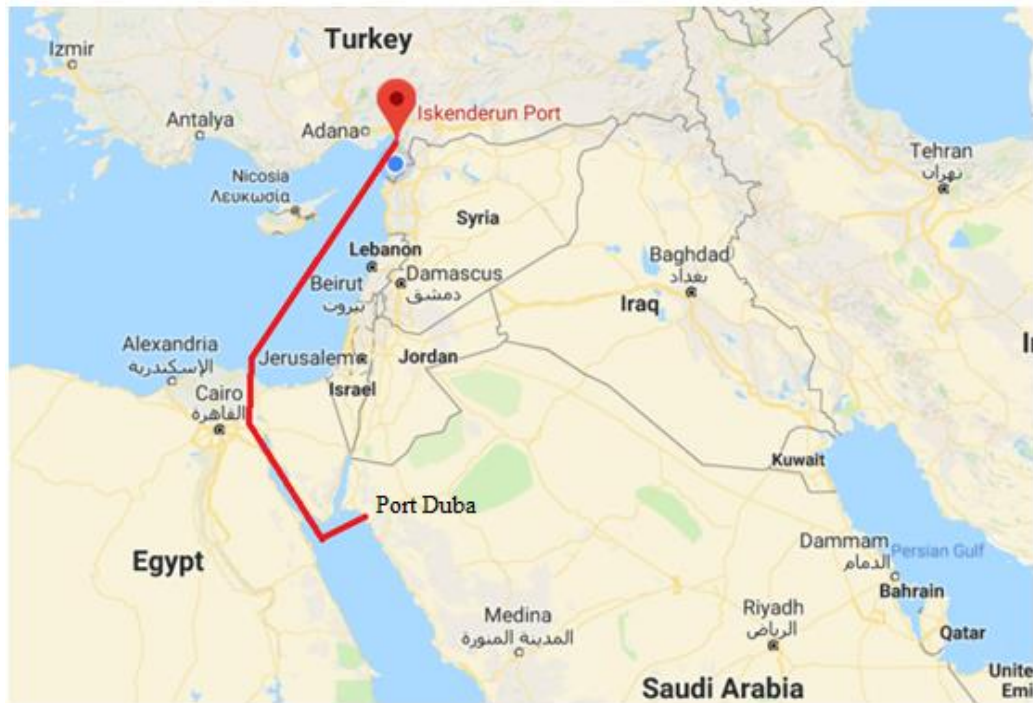 Turkey
Izmir
Iskenderun Port
Antalya
Adana
Tehran
تهران
Nicosia
Λευκωσία
Syria
Lebanon
Baghdad
بغداد
Beirut
بيروت
Damascus
دمشق
Iraq
Alexandria
الإسكندرية
Jerusalem
Jordan
Israel
Cairo
القاهرة
Kuwait
Port Duba
Egypt
Dammam
الدمام
Persian Gulf
Bahrain
Medina
المدينة المنورة
Riyadh
الرياض
Qatar
Saudi Arabia
United
Emi